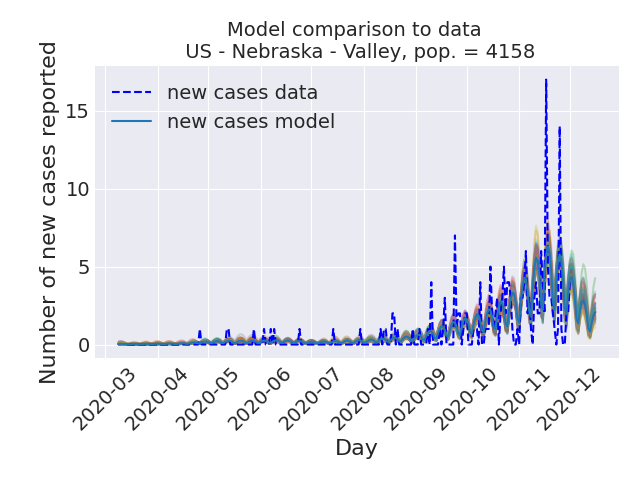 Model comparison to data
US - Nebraska - Valley, pop. = 4158
Number of new cases reported
15
10
5
0
new cases data
new cases model
2020-03
2020-04
2020-05
2020-06
2020-07
2020-08
2020-09
2020-10
2020-11
2020-12
Day